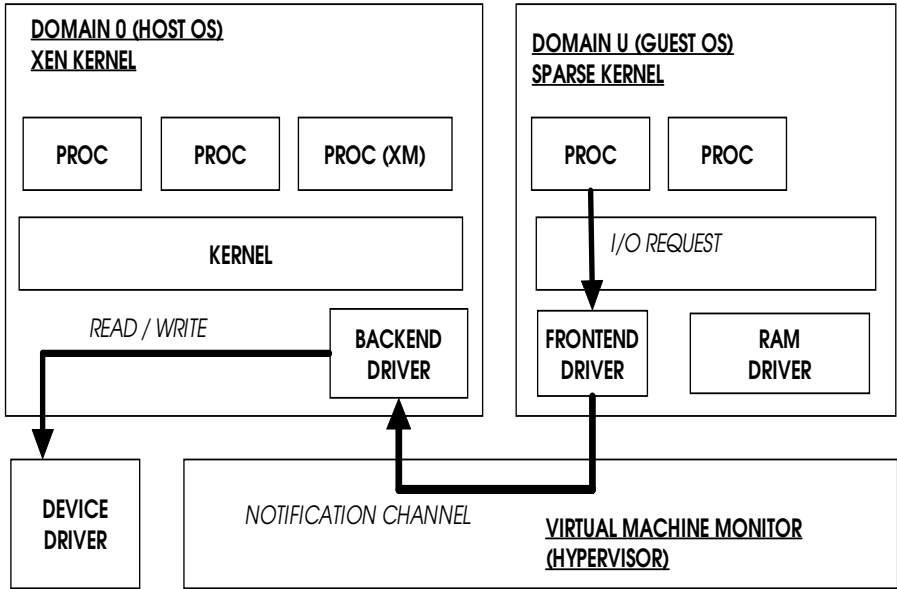 DOMAIN 0 (HOST OS)
XEN KERNEL
PROC
PROC
PROC (XM)
KERNEL
READ / WRITE
BACKEND
DRIVER
DOMAIN U (GUEST OS)
SPARSE KERNEL
PROC
PROC
I/O REQUEST
FRONTEND
DRIVER
RAM
DRIVER
DEVICE
DRIVER
NOTIFICATION CHANNEL
VIRTUAL MACHINE MONITOR
(HYPERVISOR)